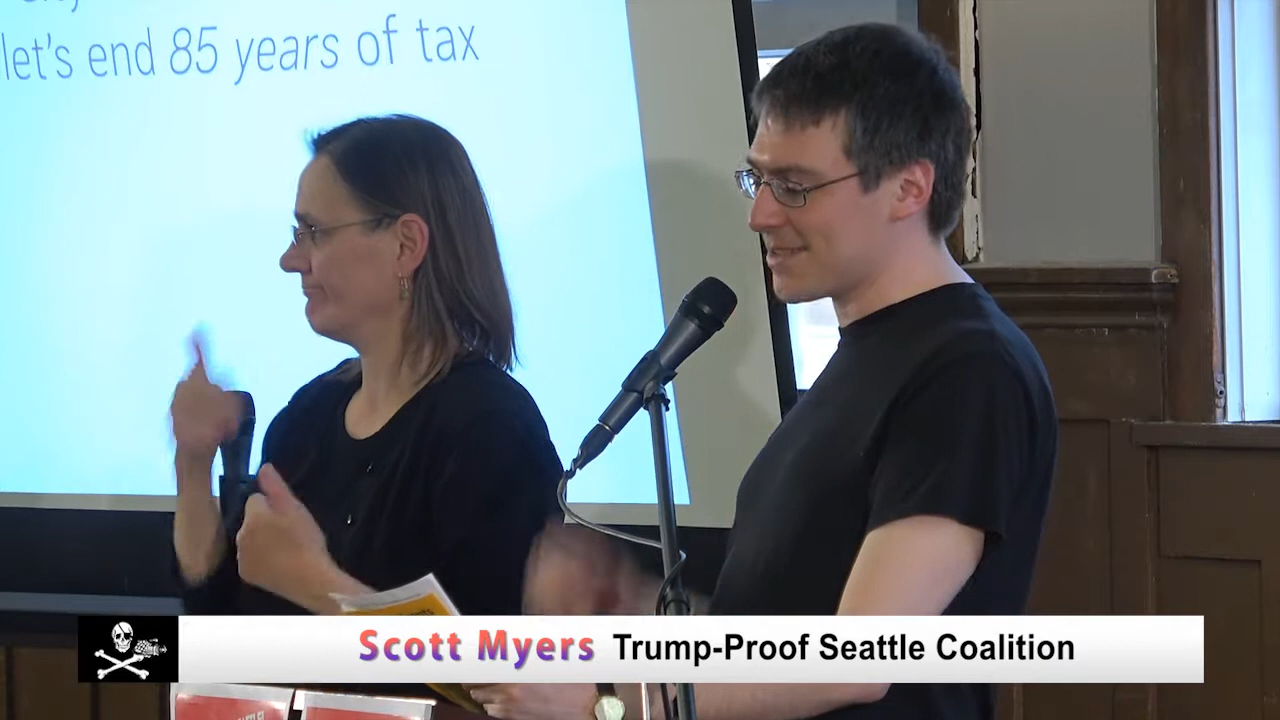 let's end 85 years of tax
Scott Myers Trump-Proof Seattle Coalition